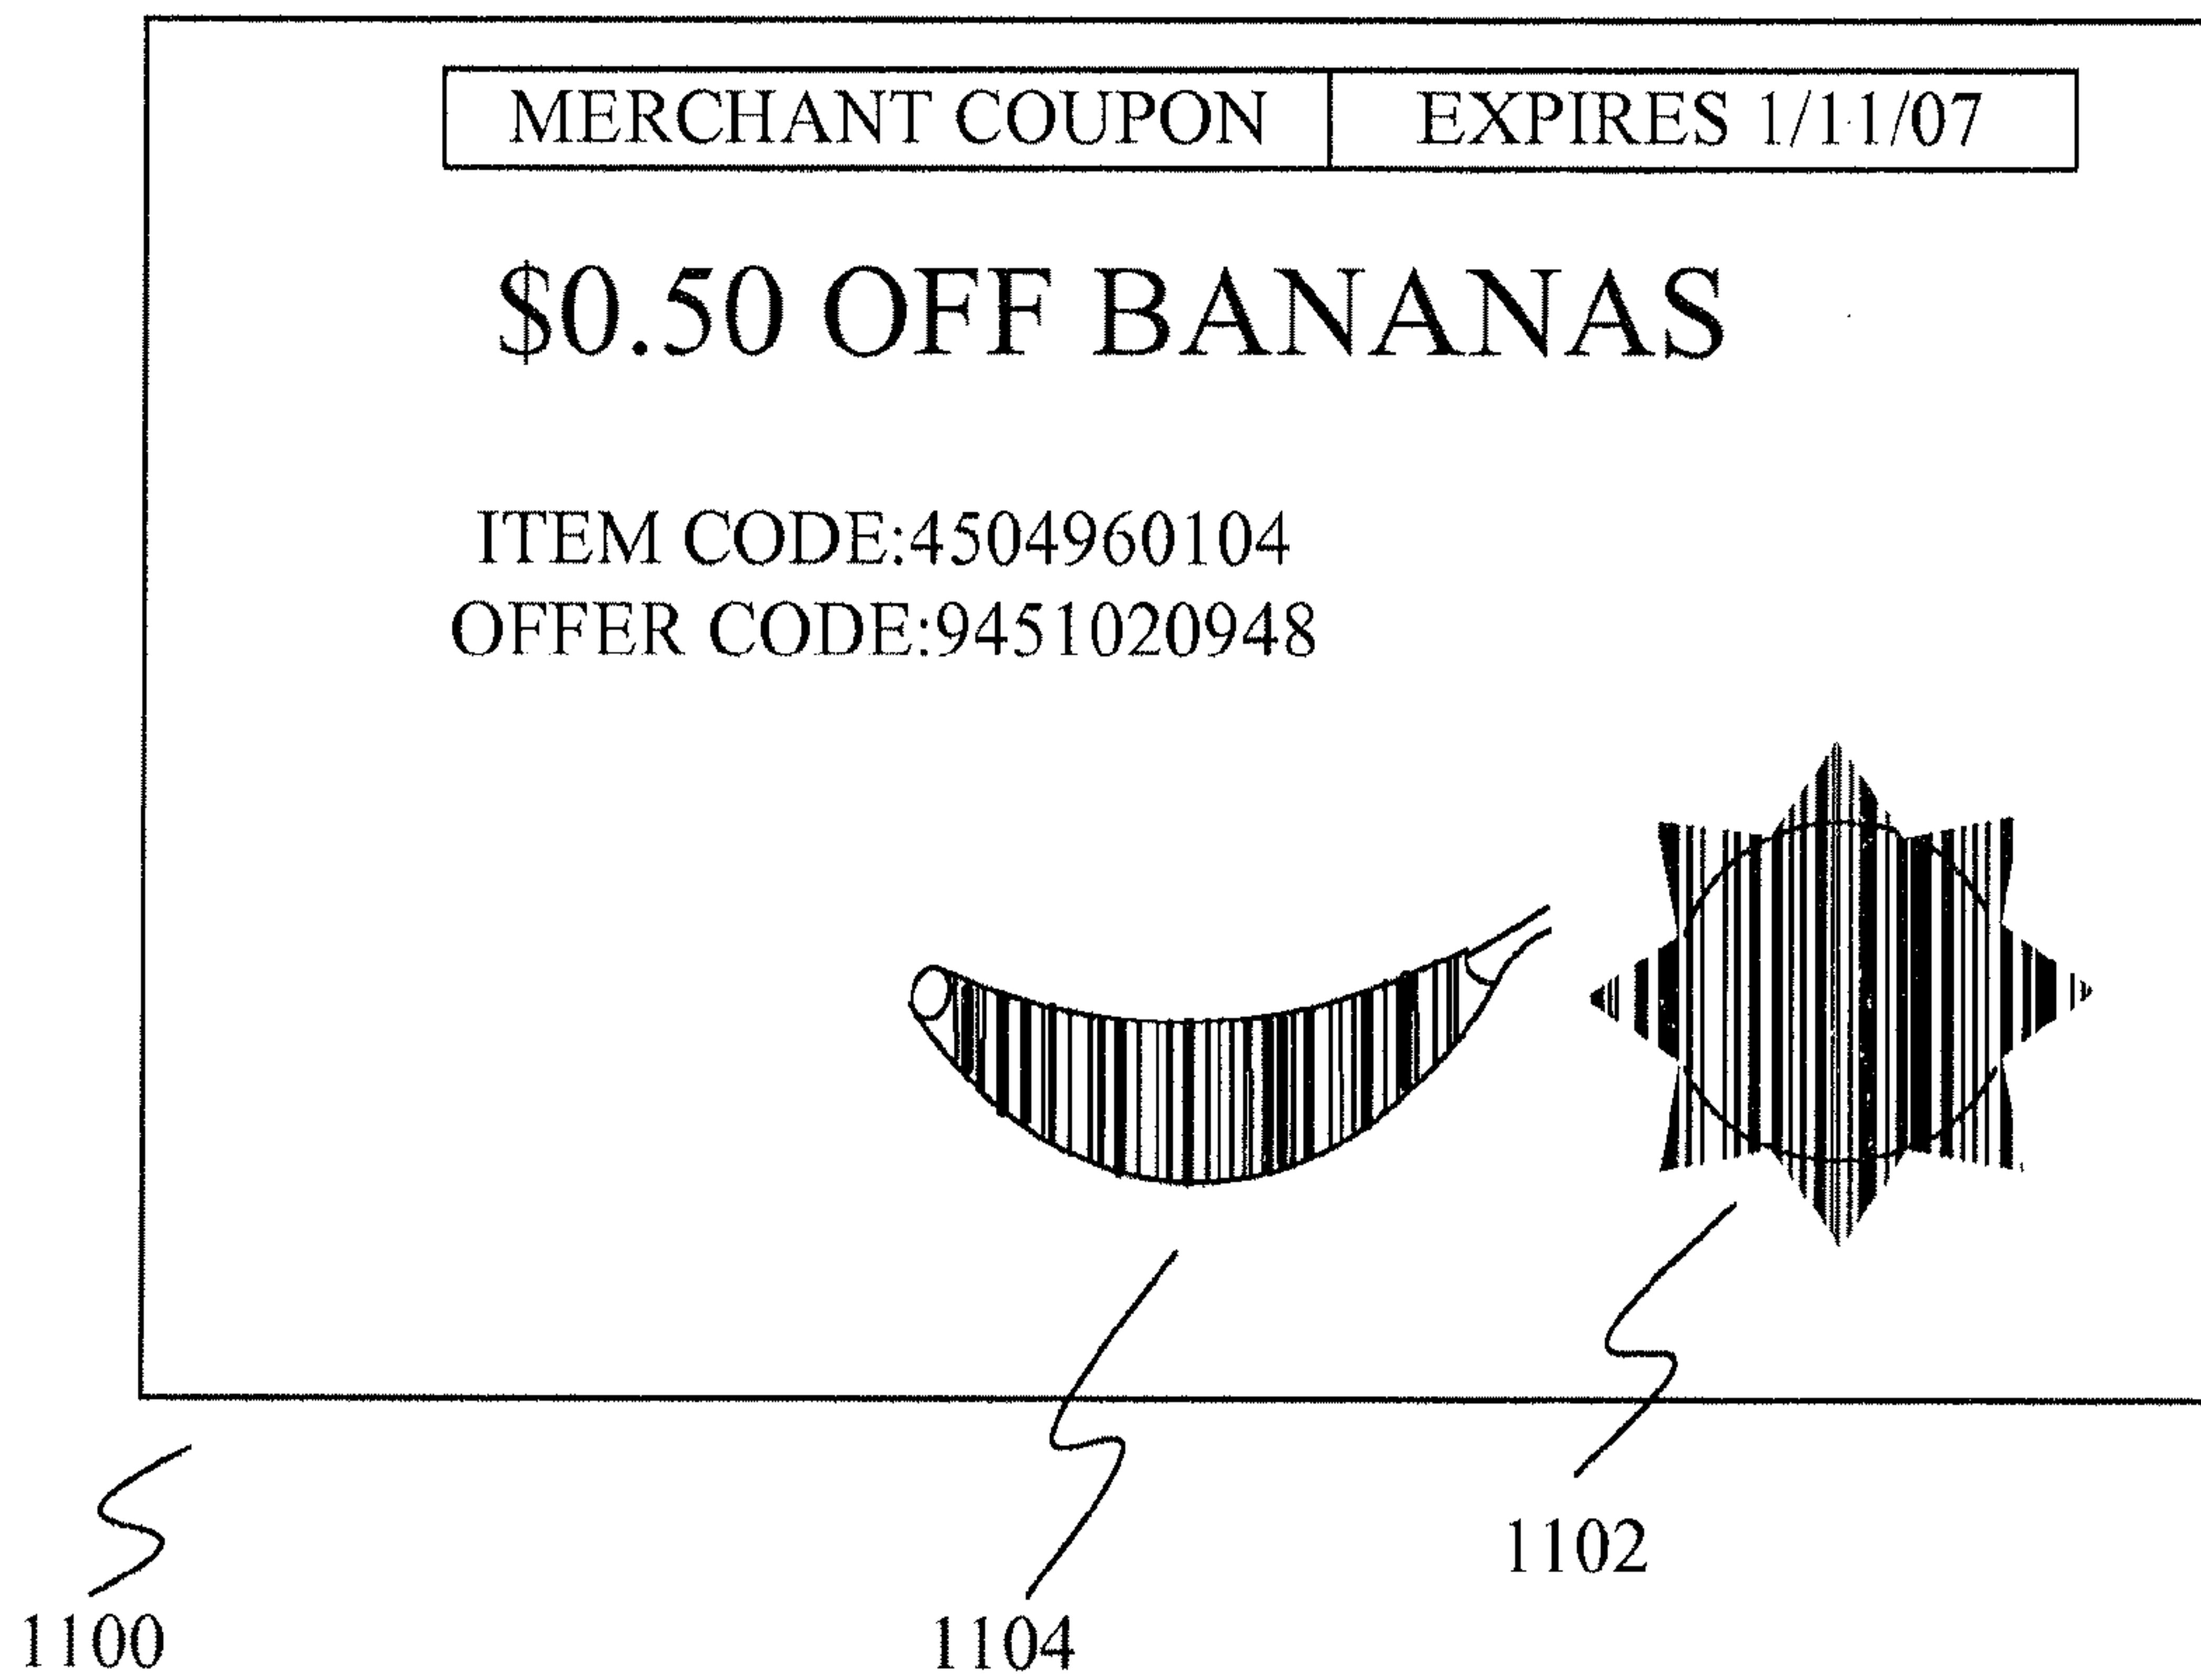 MERCHANT COUPON EXPIRES 1/11/07
$0.50 OFF BANANAS
ITEM CODE:4504960104
OFFER CODE:9451020948
1102
1100
1104